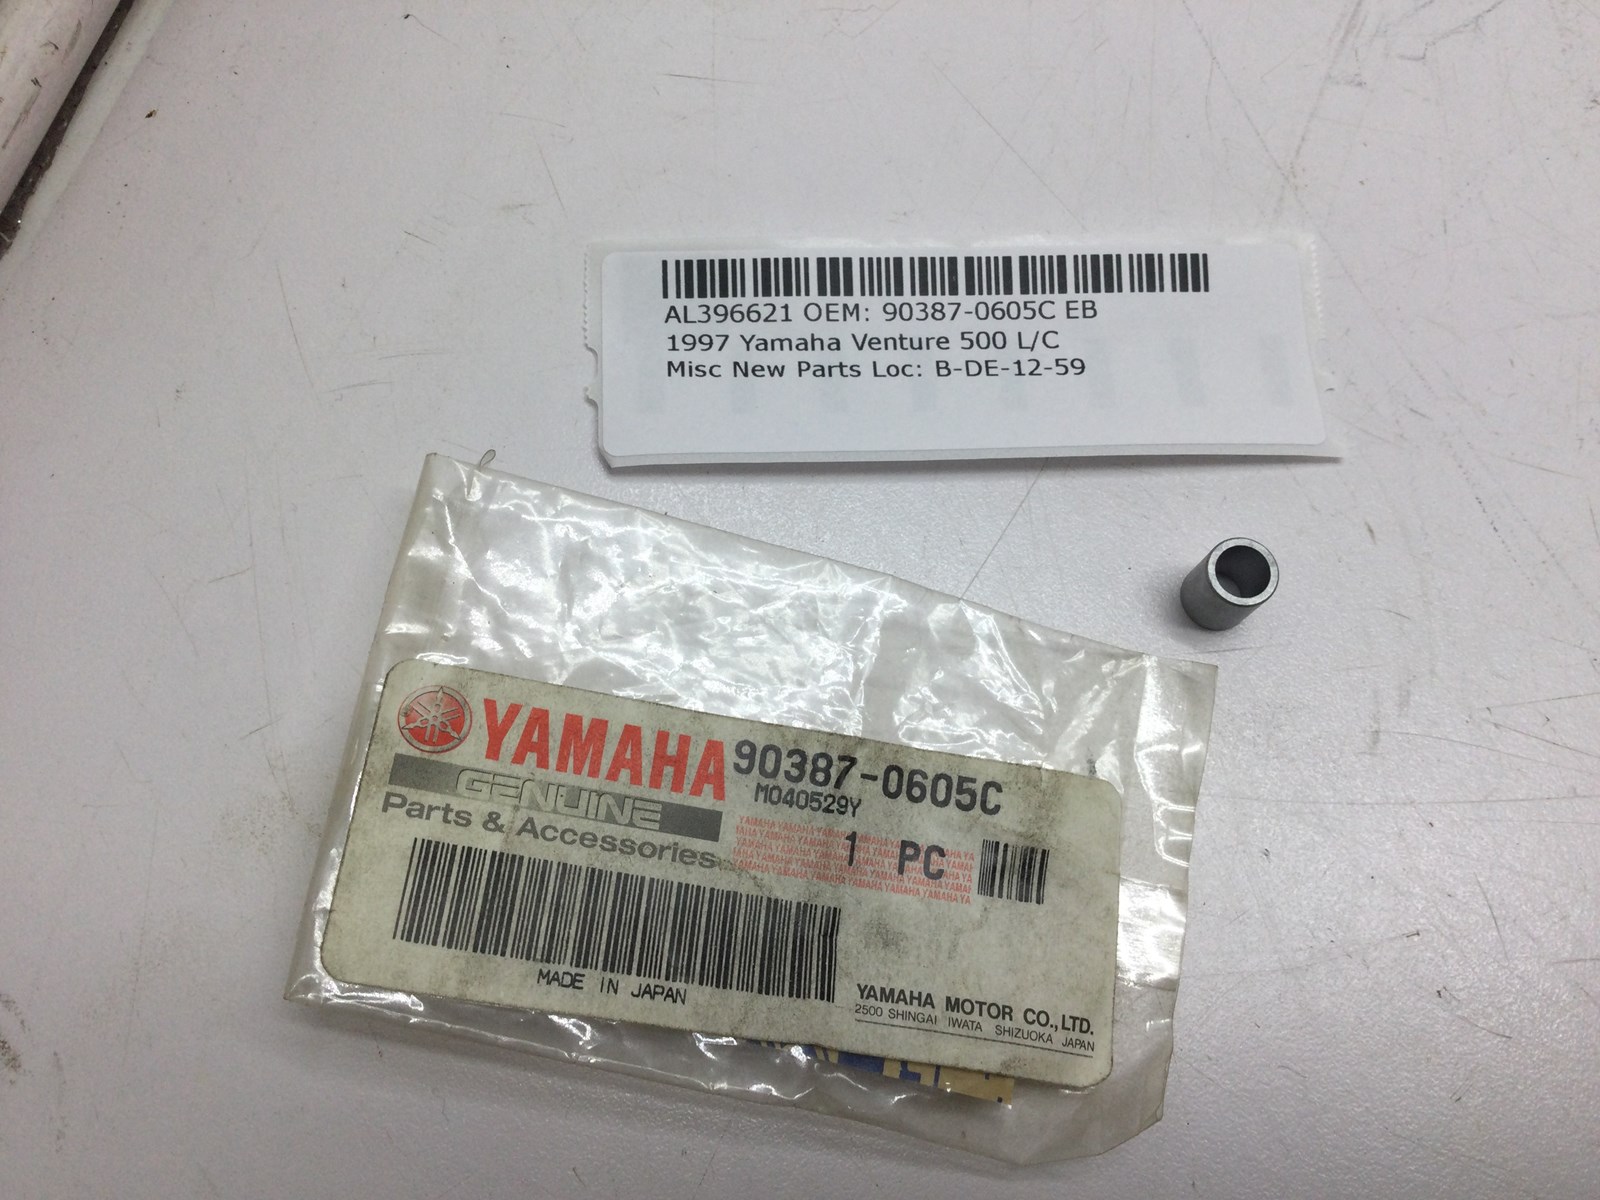 AL396621 OEM: 90387-0605C EB
1997 Yamaha Venture 500 L/C
Misc New Parts Loc: B-DE-12-59
YAMAHA 90387-0605C
GENUINE M040529Y
Parts & Accessories 1 PC
MADE IN JAPAN
YAMAHA MOTOR CO.,LTD.
2500 SHINGAI IWATA SHIZUOKA JAPAN